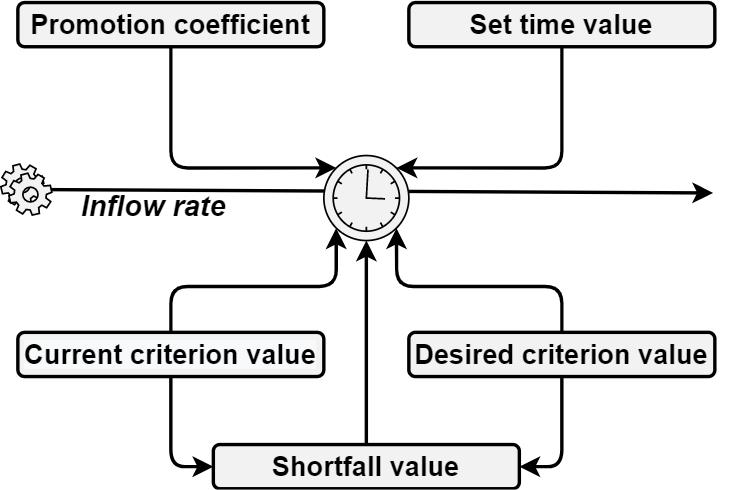 Promotion coefficient
Set time value
Inflow rate
Current criterion value
Desired criterion value
Shortfall value